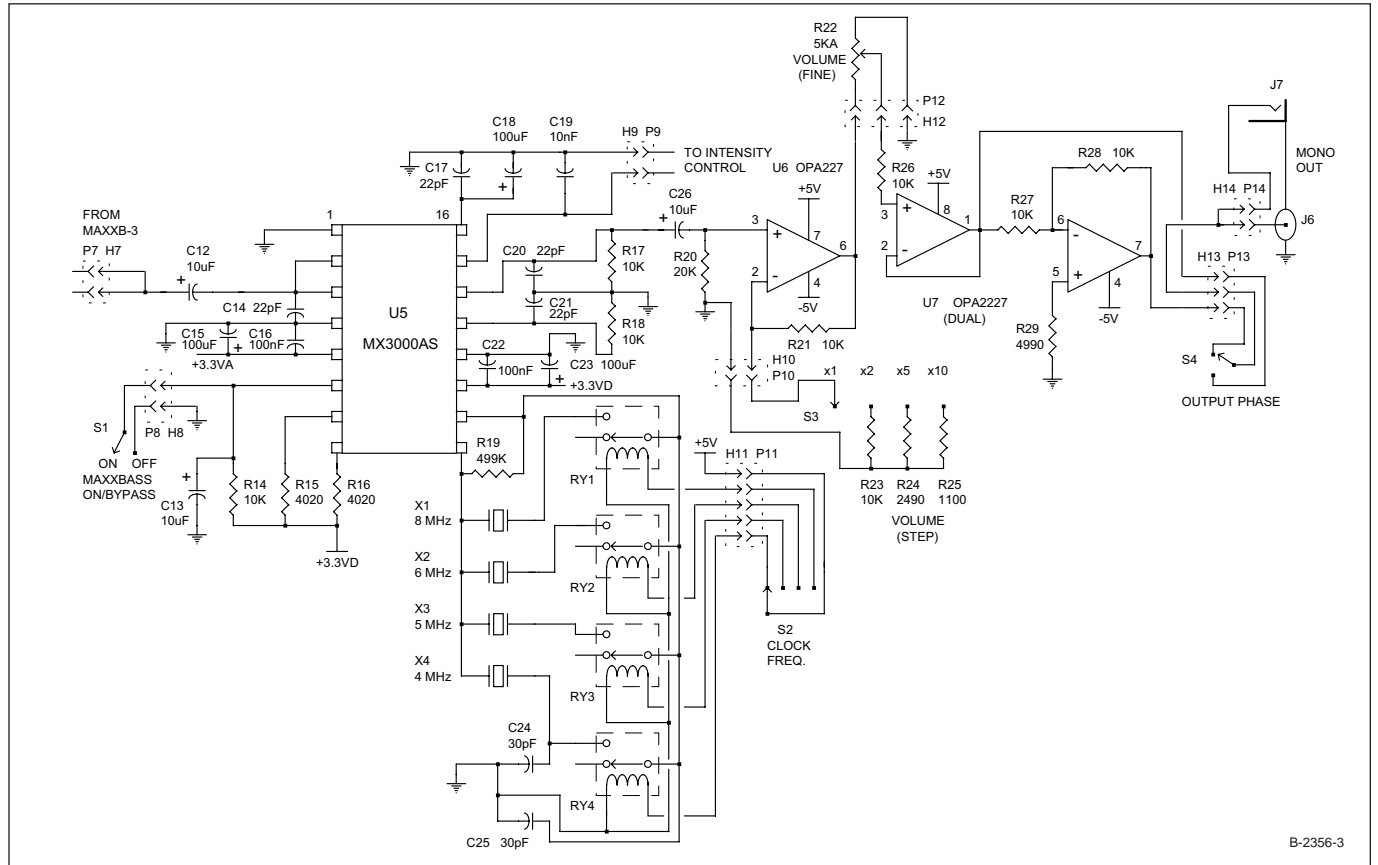 R22
5KA
VOLUME
(FINE)
J7
P12
H12
C18
100uF
C19
10nF
H9 P9
C17
22pF
+
TO INTENSITY
CONTROL
U6 OPA227
+5V
R26
10K
+5V
R28 10K
MONO
OUT
H14 P14
J6
1
16
C26
10uF
+
3
+
7
6
2
-
4
-5V
R20
20K
3
+
8
1
2
-
R27
10K
6
-
7
5
+
4
-5V
H13 P13
FROM
MAXXB-3
P7 H7
C12
10uF
+
C20 22pF
R17
10K
C21
22pF
R18
10K
U7 OPA2227
(DUAL)
C14 22pF
U5
MX3000AS
C15
100uF
C16
100nF
+
+3.3VA
R21 10K
R29
4990
C22
100nF
C23
100uF
+
+3.3VD
H10
P10
x1 x2 x5 x10
S3
S4
OUTPUT PHASE
S1
P8 H8
ON OFF
MAXXBASS
ON/BYPASS
+
C13
10uF
R14
10K
R15
4020
R16
4020
+3.3VD
R19
499K
RY1
+5V
H11 P11
R23
10K
R24
2490
R25
1100
VOLUME
(STEP)
X1
8 MHz
X2
6 MHz
RY2
X3
5 MHz
S2
CLOCK
FREQ.
X4
4 MHz
RY3
C24
30pF
RY4
C25 30pF
B-2356-3